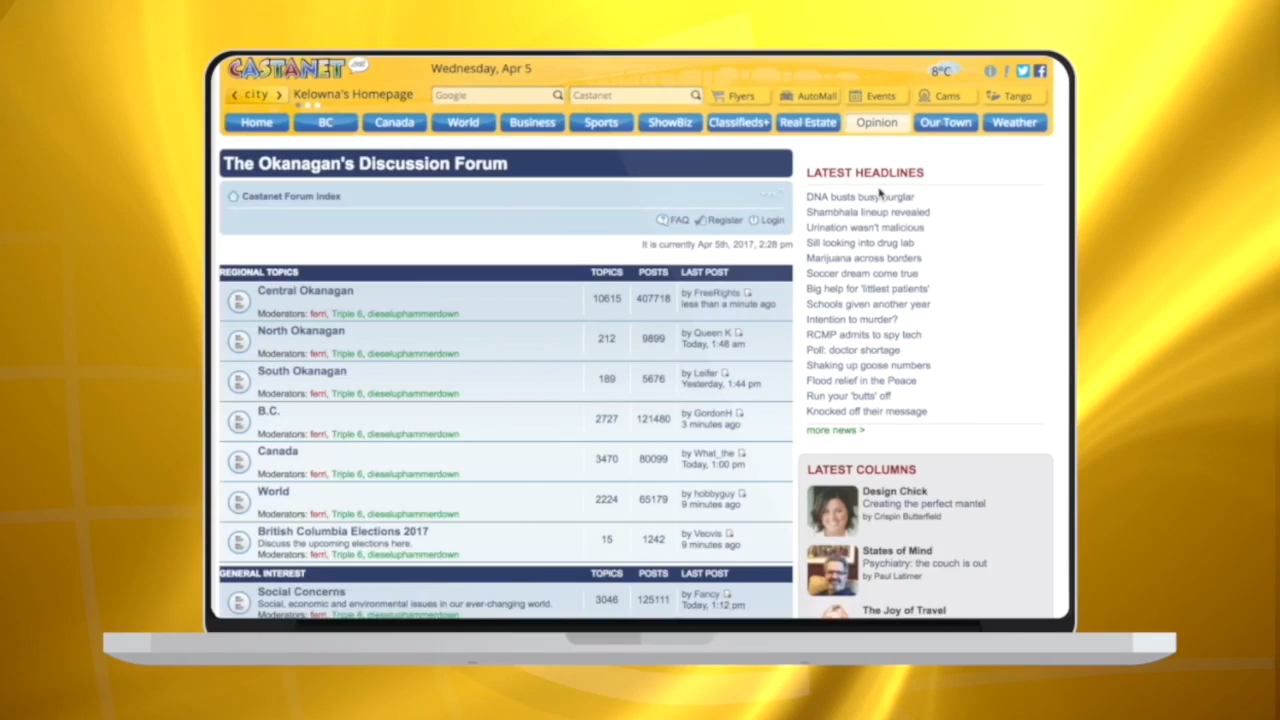 CASTANET .net
Wednesday, Apr 5
8°C
city
Kelowna's Homepage
Google
Castanet
Flyers
AutoMall
Events
Cams
Tango
Home
BC
Canada
World
Business
Sports
ShowBiz
Classifieds+
Real Estate
Opinion
Our Town
Weather
The Okanagan's Discussion Forum
Castanet Forum Index
FAQ Register Login
It is currently Apr 5th, 2017, 2:28 pm
REGIONAL TOPICS TOPICS POSTS LAST POST
Central Okanagan
Moderators: ferri, Triple 6, dieseluphammerdown
10615 407718
by FreeRights
less than a minute ago
North Okanagan
Moderators: ferri, Triple 6, dieseluphammerdown
212 9899
by Queen K
Today, 1:48 am
South Okanagan
Moderators: ferri, Triple 6, dieseluphammerdown
189 5676
by Leifer
Yesterday, 1:44 pm
B.C.
Moderators: ferri, Triple 6, dieseluphammerdown
2727 121480
by GordonH
3 minutes ago
Canada
Moderators: ferri, Triple 6, dieseluphammerdown
3470 80099
by What_the
Today, 1:00 pm
World
Moderators: ferri, Triple 6, dieseluphammerdown
2224 65179
by hobbyguy
9 minutes ago
British Columbia Elections 2017
Discuss the upcoming elections here.
Moderators: ferri, Triple 6, dieseluphammerdown
15 1242
by Veovis
9 minutes ago
GENERAL INTEREST TOPICS POSTS LAST POST
Social Concerns
Social, economic and environmental issues in our ever-changing world.
Moderators: ferri, Triple 6, dieseluphammerdown
3046 125111
by Fancy
Today, 1:12 pm
LATEST HEADLINES
DNA busts busy burglar
Shambhala lineup revealed
Urination wasn't malicious
Sill looking into drug lab
Marijuana across borders
Soccer dream come true
Big help for 'littlest patients'
Schools given another year
Intention to murder?
RCMP admits to spy tech
Poll: doctor shortage
Shaking up goose numbers
Flood relief in the Peace
Run your 'butts' off
Knocked off their message
more news >
LATEST COLUMNS
Design Chick
Creating the perfect mantel
by Crispin Butterfield
States of Mind
Psychiatry: the couch is out
by Paul Latimer
The Joy of Travel